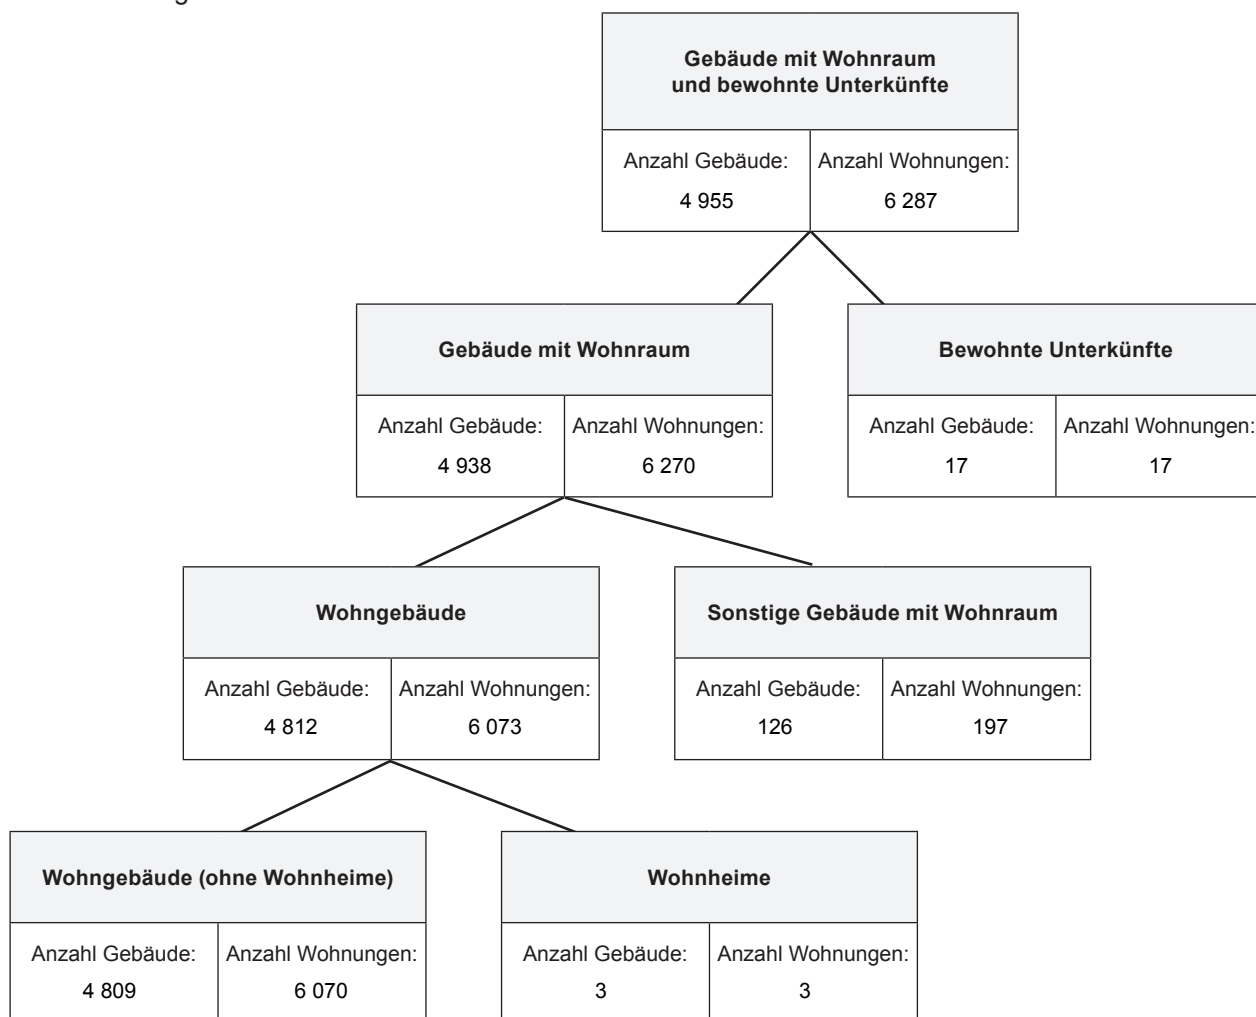 Gebäude mit Wohnraum
und bewohnte Unterkünfte
Anzahl Gebäude: Anzahl Wohnungen:
4 955 6 287
Gebäude mit Wohnraum Bewohnte Unterkünfte
Anzahl Gebäude: Anzahl Wohnungen: Anzahl Gebäude: Anzahl Wohnungen:
4 938 6 270 17 17
Wohngebäude Sonstige Gebäude mit Wohnraum
Anzahl Gebäude: Anzahl Wohnungen: Anzahl Gebäude: Anzahl Wohnungen:
4 812 6 073 126 197
Wohngebäude (ohne Wohnheime) Wohnheime
Anzahl Gebäude: Anzahl Wohnungen: Anzahl Gebäude: Anzahl Wohnungen:
4 809 6 070 3 3